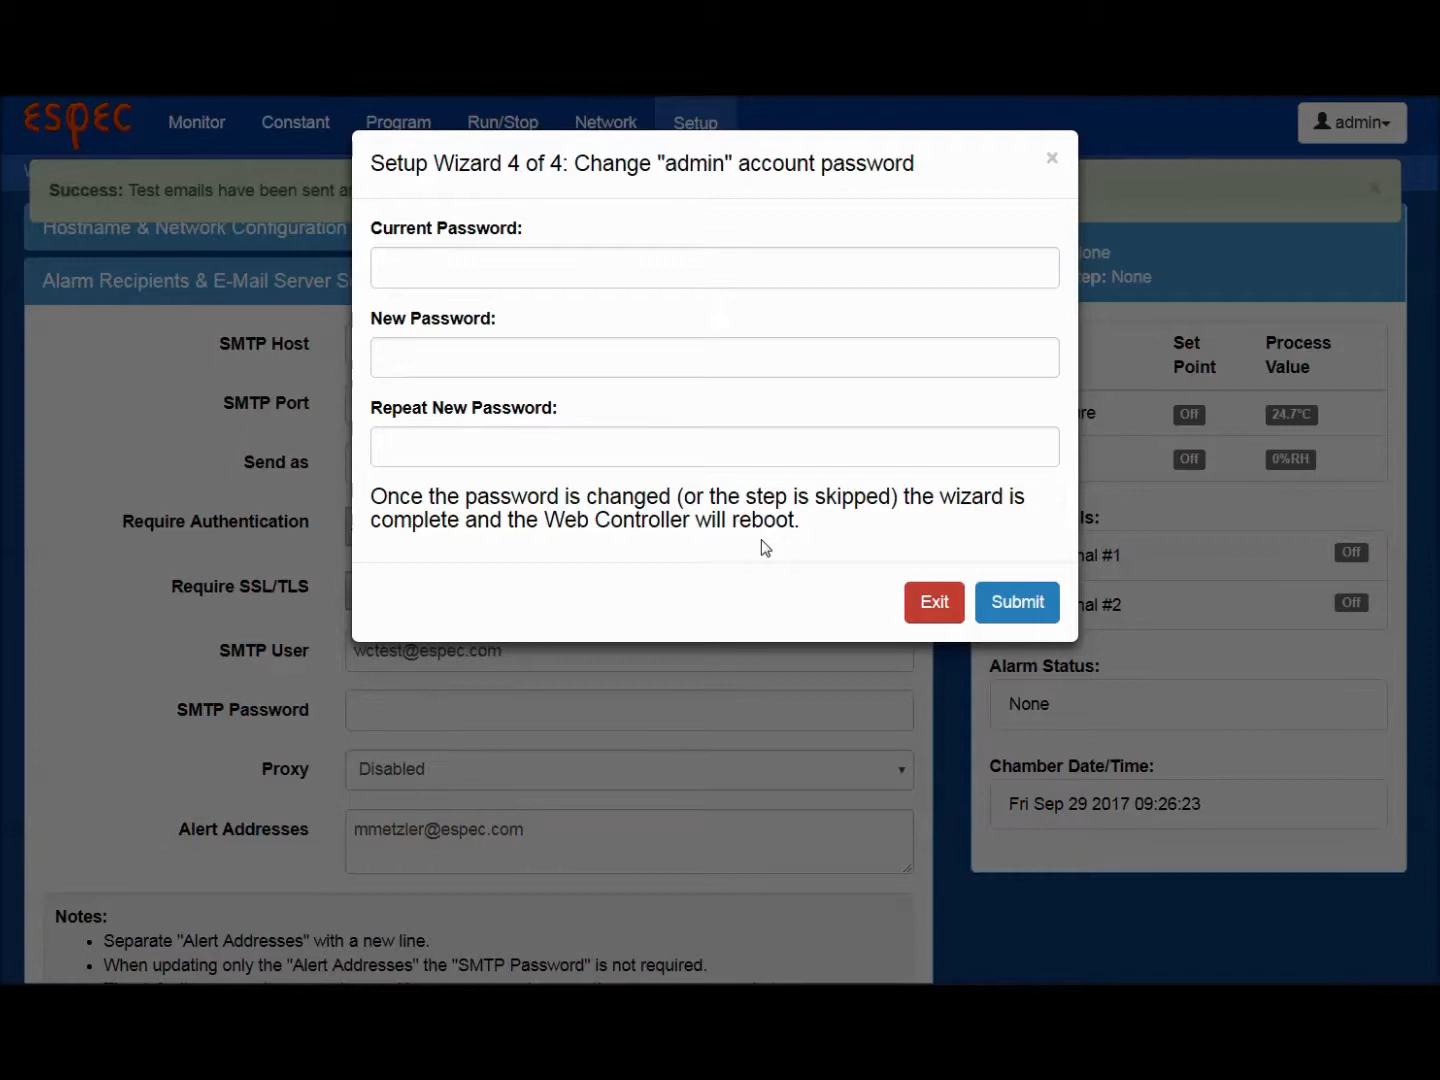 ESPEC
Monitor Constant Program Run/Stop Network Setup admin
Setup Wizard 4 of 4: Change "admin" account password ×
Success: Test emails have been sent ×
Hostname & Network Configuration
Alarm Recipients & E-Mail Server
Current Password:
New Password:
Repeat New Password:
Once the password is changed (or the step is skipped) the wizard is
complete and the Web Controller will reboot.
Exit Submit
SMTP Host
SMTP Port
Send as
Require Authentication
Require SSL/TLS
SMTP User wctest@espec.com
SMTP Password
Proxy Disabled
Alert Addresses mmetzler@espec.com
Notes:
• Separate "Alert Addresses" with a new line.
• When updating only the "Alert Addresses" the "SMTP Password" is not required.
None
Set Process
Point Value
Off 24.7°C
Off 0%RH
#1 Off
#2 Off
Alarm Status:
None
Chamber Date/Time:
Fri Sep 29 2017 09:26:23